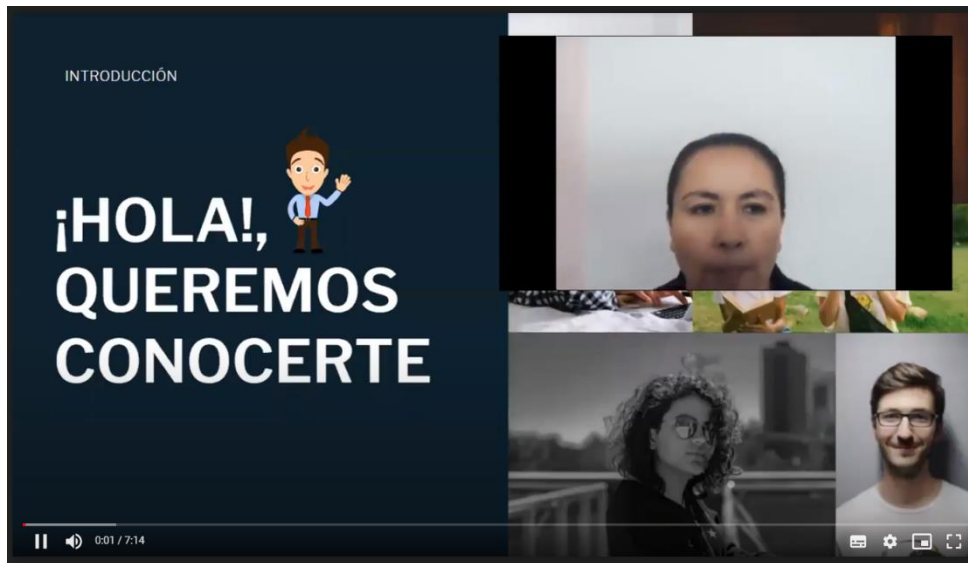 INTRODUCCIÓN
¡HOLA!,
QUEREMOS
CONOCERTE
0:01 / 7:14